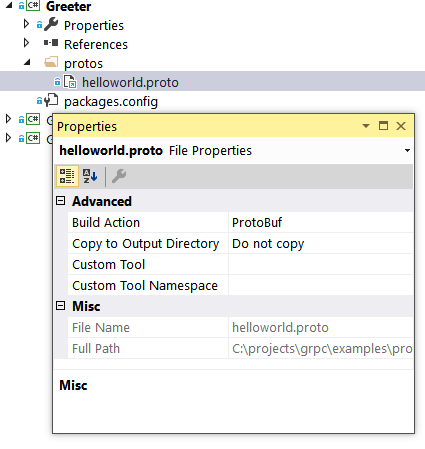 C# Greeter
Properties
References
protos
helloworld.proto
packages.config
C# G
C# G
Properties
helloworld.proto File Properties
Advanced
Build Action ProtoBuf
Copy to Output Directory Do not copy
Custom Tool
Custom Tool Namespace
Misc
File Name helloworld.proto
Full Path C:\projects\grpc\examples\pro
Misc